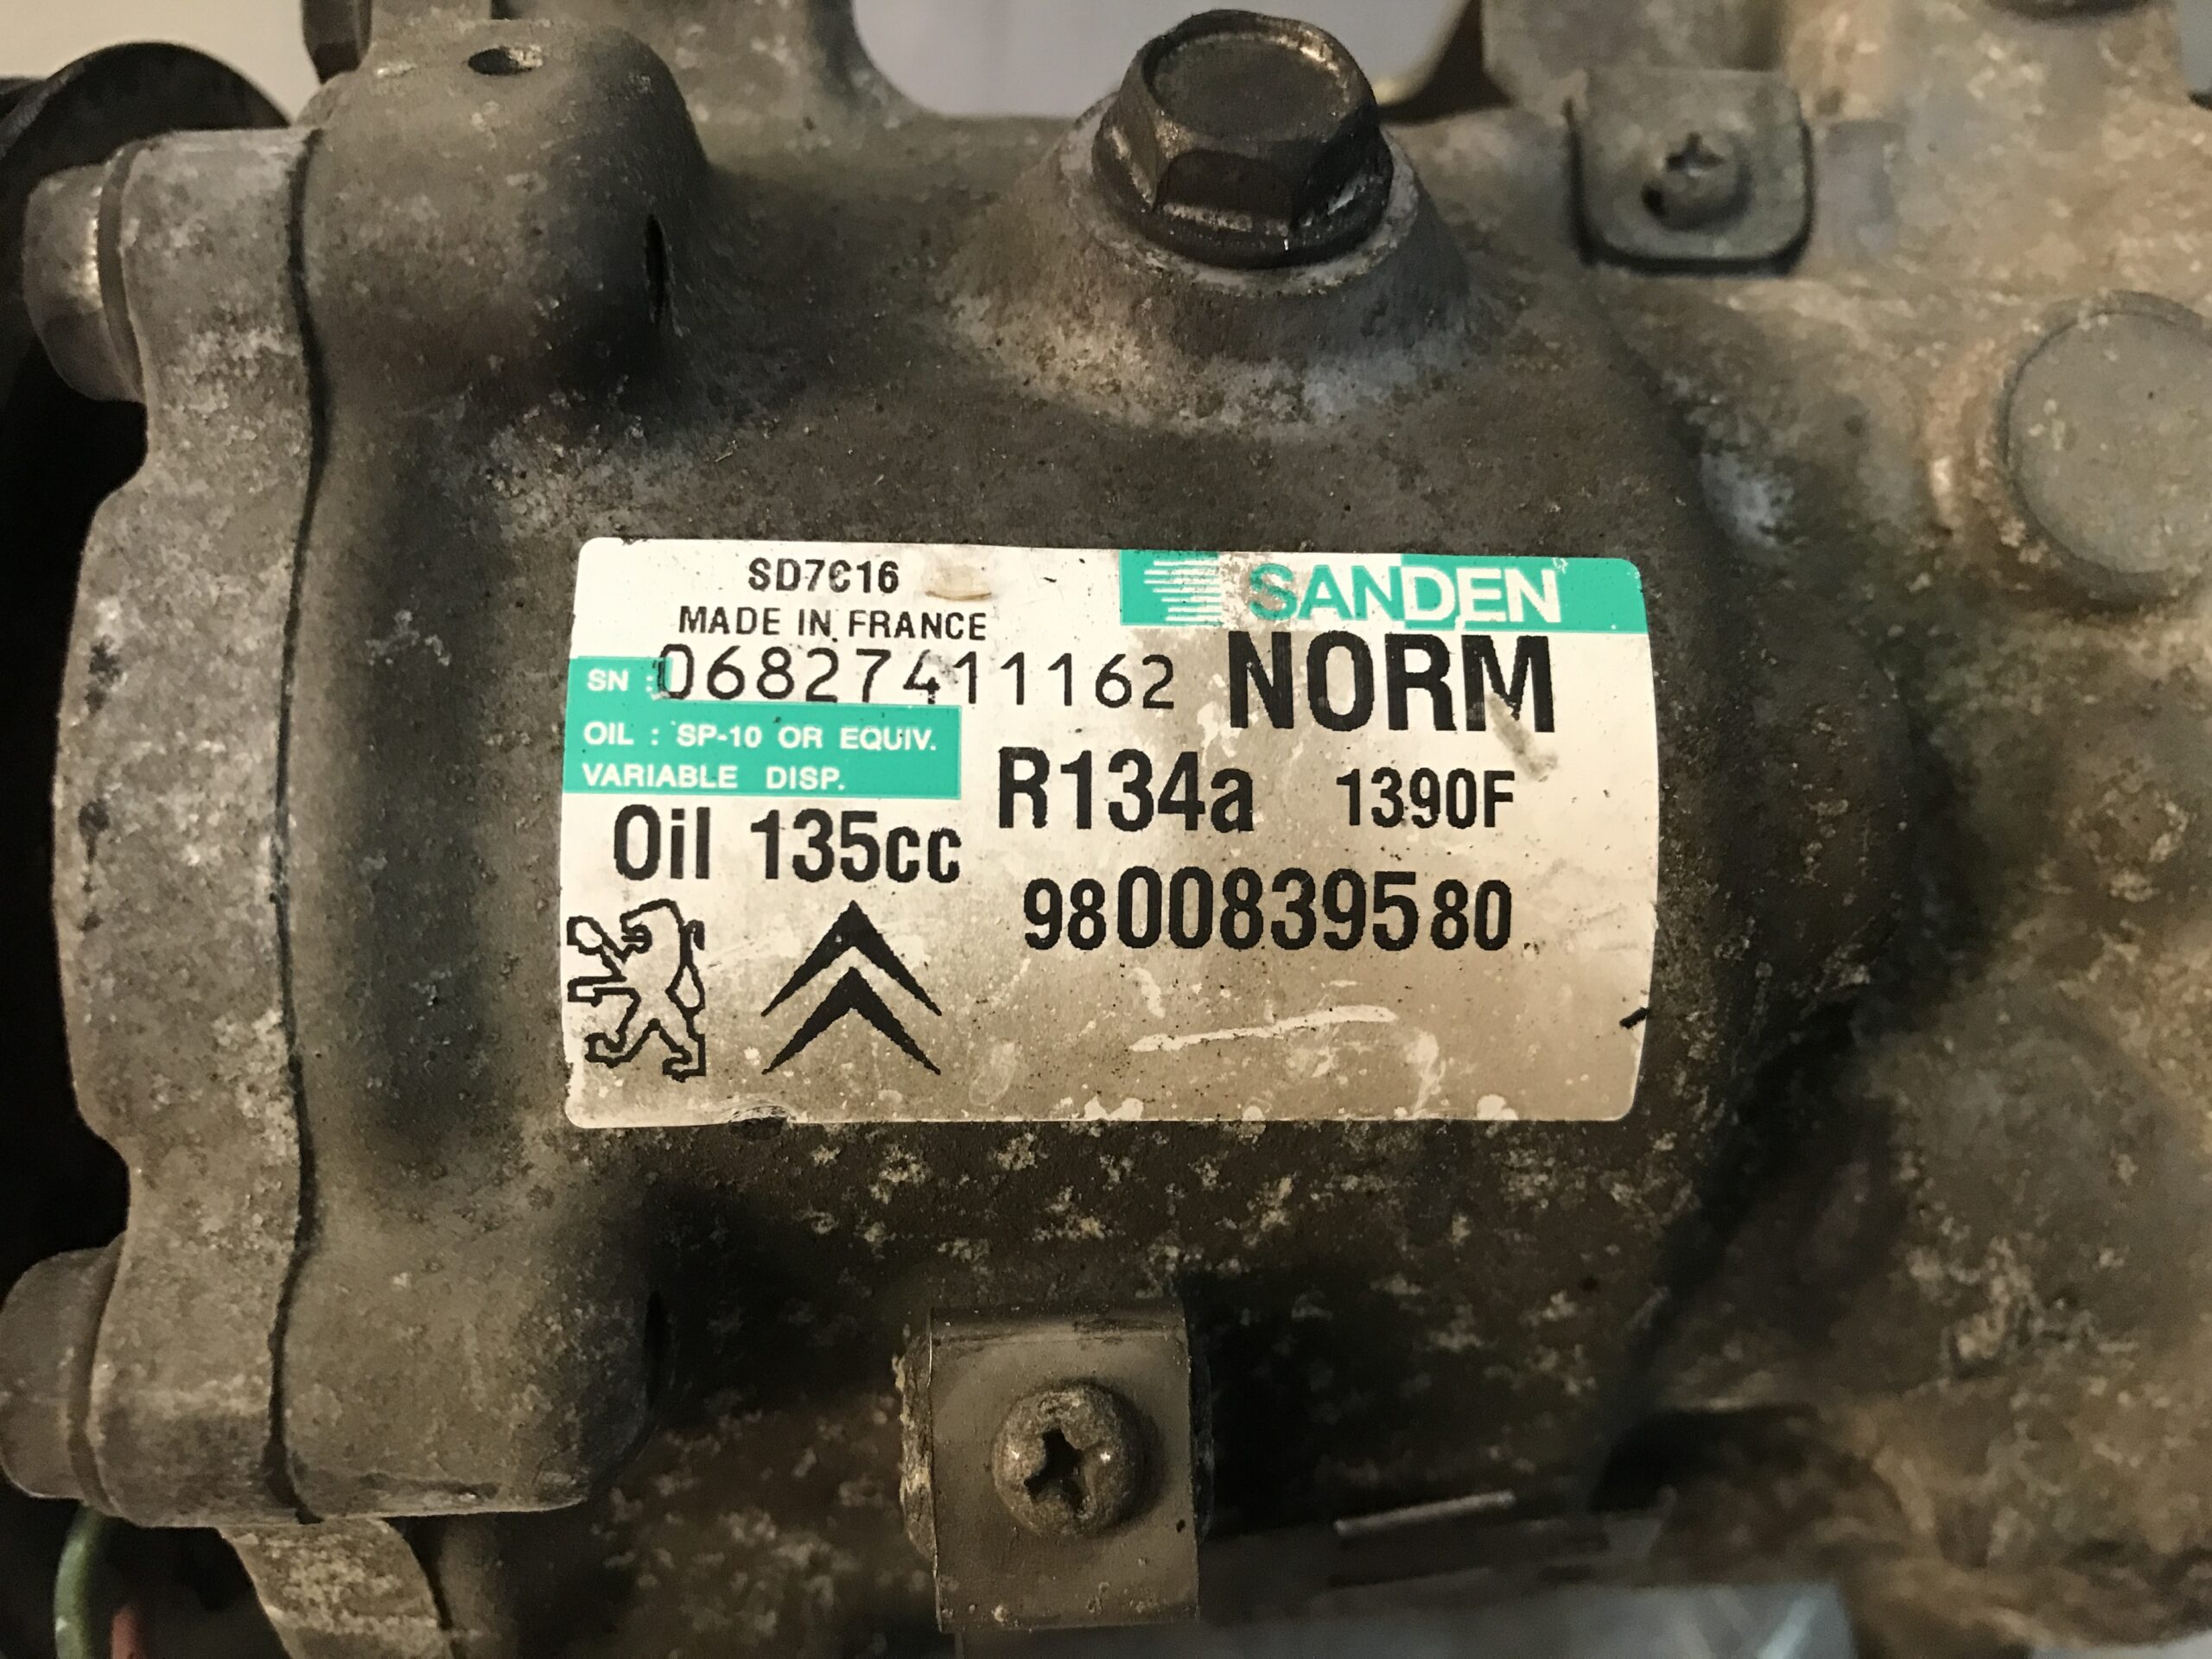 SD7C16
SANDEN
MADE IN FRANCE
SN : 06827411162
NORM
OIL : SP-10 OR EQUIV.
VARIABLE DISP.
R134a 1390F
Oil 135cc
9800839580